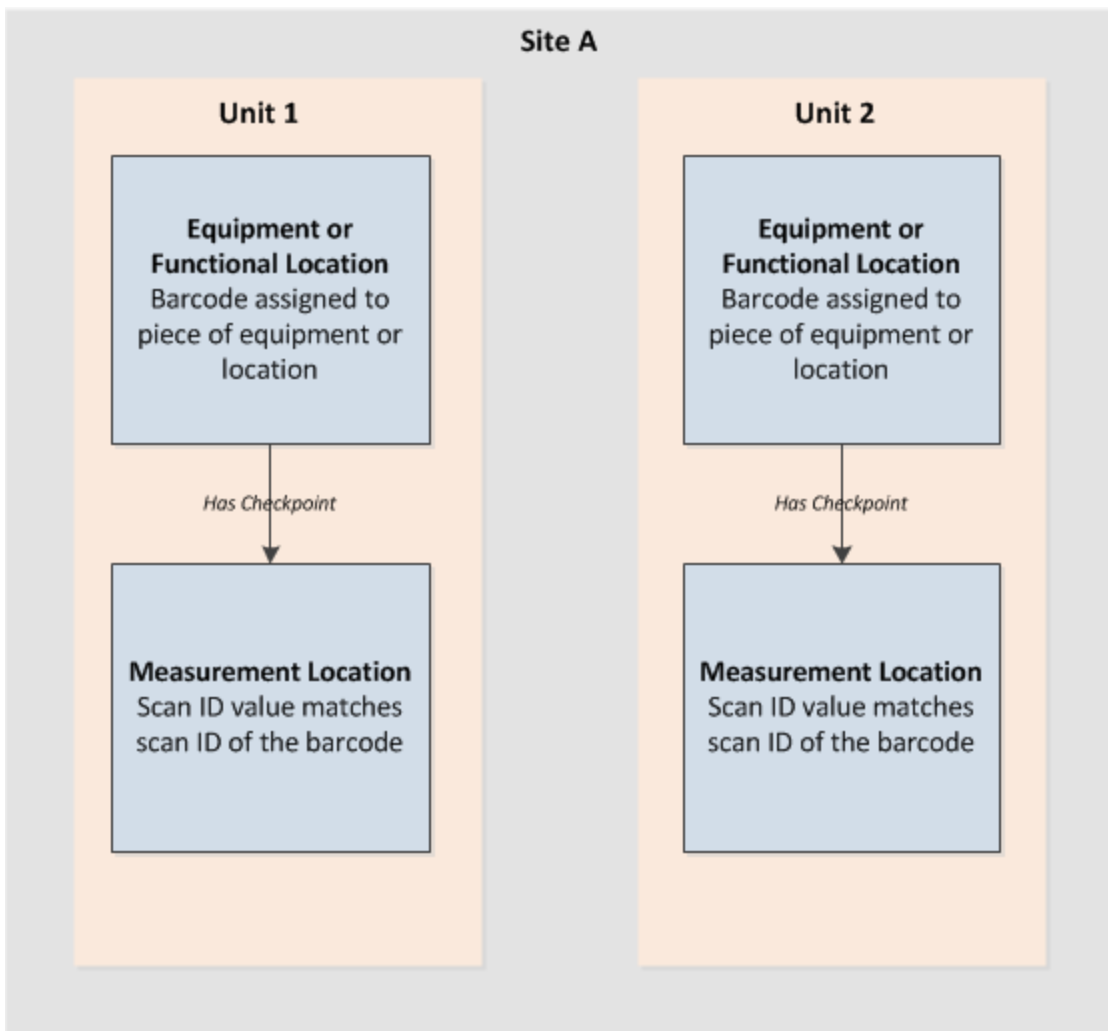 Site A
Unit 1
Equipment or
Functional Location
Barcode assigned to
piece of equipment or
location
Has Checkpoint
Measurement Location
Scan ID value matches
scan ID of the barcode
Unit 2
Equipment or
Functional Location
Barcode assigned to
piece of equipment or
location
Has Checkpoint
Measurement Location
Scan ID value matches
scan ID of the barcode